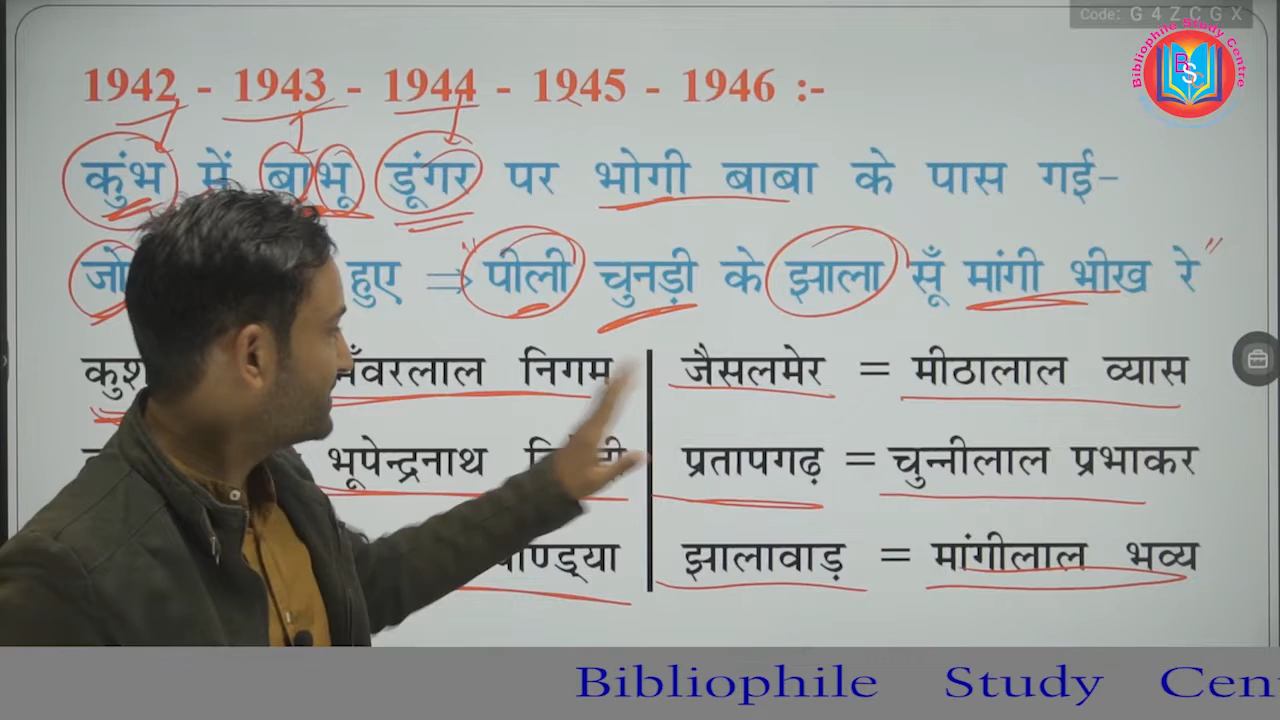 Code: G 4 Z C G X
Bibliophile Study Centre
BSC
1942 - 1943 - 1944 - 1945 - 1946 :-
कुंभ में बाभू डूंगर पर भोगी बाबा के पास गई-
हुए ⇒ "पीली चुनड़ी के झाला सूँ मांगी भीख रे"
निगम
जैसलमेर = मीठालाल व्यास
भूपेन्द्रनाथ
प्रतापगढ़ = चुन्नीलाल प्रभाकर
झालावाड़ = मांगीलाल भव्य
Bibliophile Study